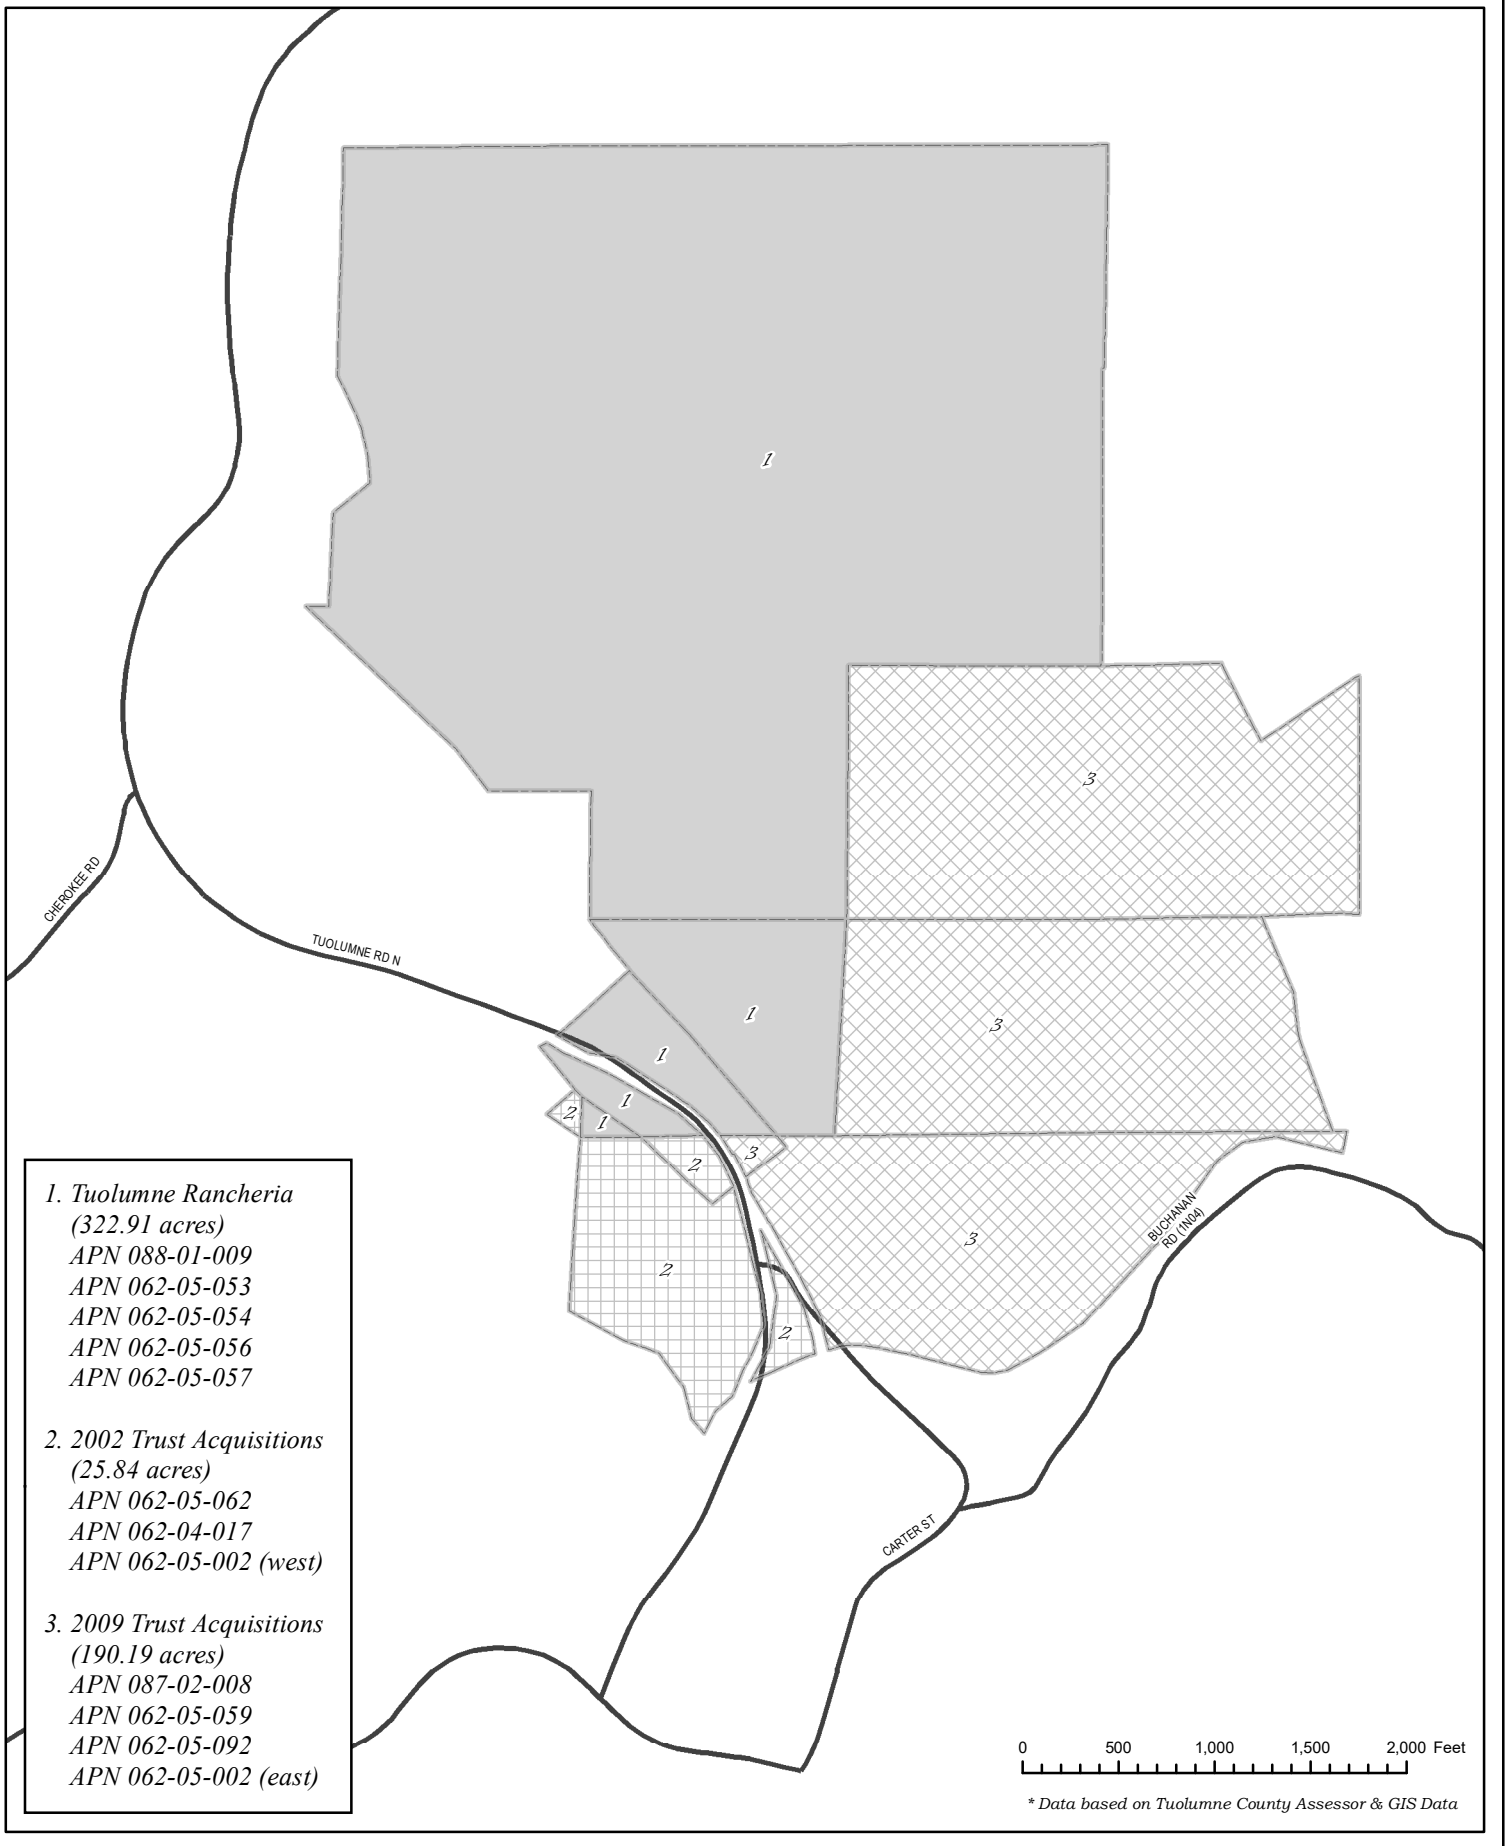 1
3
CHEROKEE RD
TUOLUMNE RD N
1
3
1
1
2
1
3
2
BUCHANAN
RD (1N04)
3
2
2
1. Tuolumne Rancheria
(322.91 acres)
APN 088-01-009
APN 062-05-053
APN 062-05-054
APN 062-05-056
APN 062-05-057
2. 2002 Trust Acquisitions
(25.84 acres)
APN 062-05-062
APN 062-04-017
APN 062-05-002 (west)
3. 2009 Trust Acquisitions
(190.19 acres)
APN 087-02-008
APN 062-05-059
APN 062-05-092
APN 062-05-002 (east)
CARTER ST
0 500 1,000 1,500 2,000 Feet
* Data based on Tuolumne County Assessor & GIS Data